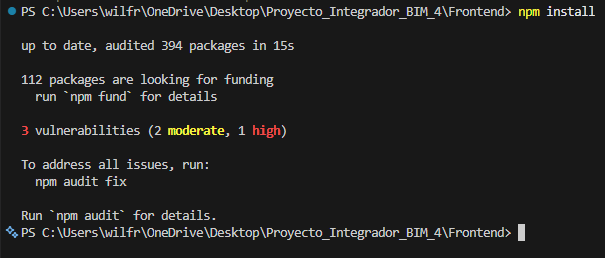 PS C:\Users\wilfr\OneDrive\Desktop\Proyecto_Integrador_BIM_4\Frontend> npm install
up to date, audited 394 packages in 15s
112 packages are looking for funding
run `npm fund` for details
3 vulnerabilities (2 moderate, 1 high)
To address all issues, run:
npm audit fix
Run `npm audit` for details.
PS C:\Users\wilfr\OneDrive\Desktop\Proyecto_Integrador_BIM_4\Frontend>